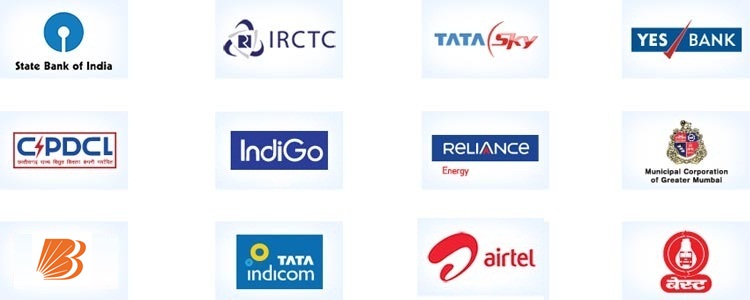 State Bank of India
IRCTC
TATA Sky
YES BANK
CSPDCL
IndiGo
RELIANCE
Energy
Municipal Corporation
of Greater Mumbai
B
TATA
indicom
airtel
बेस्ट